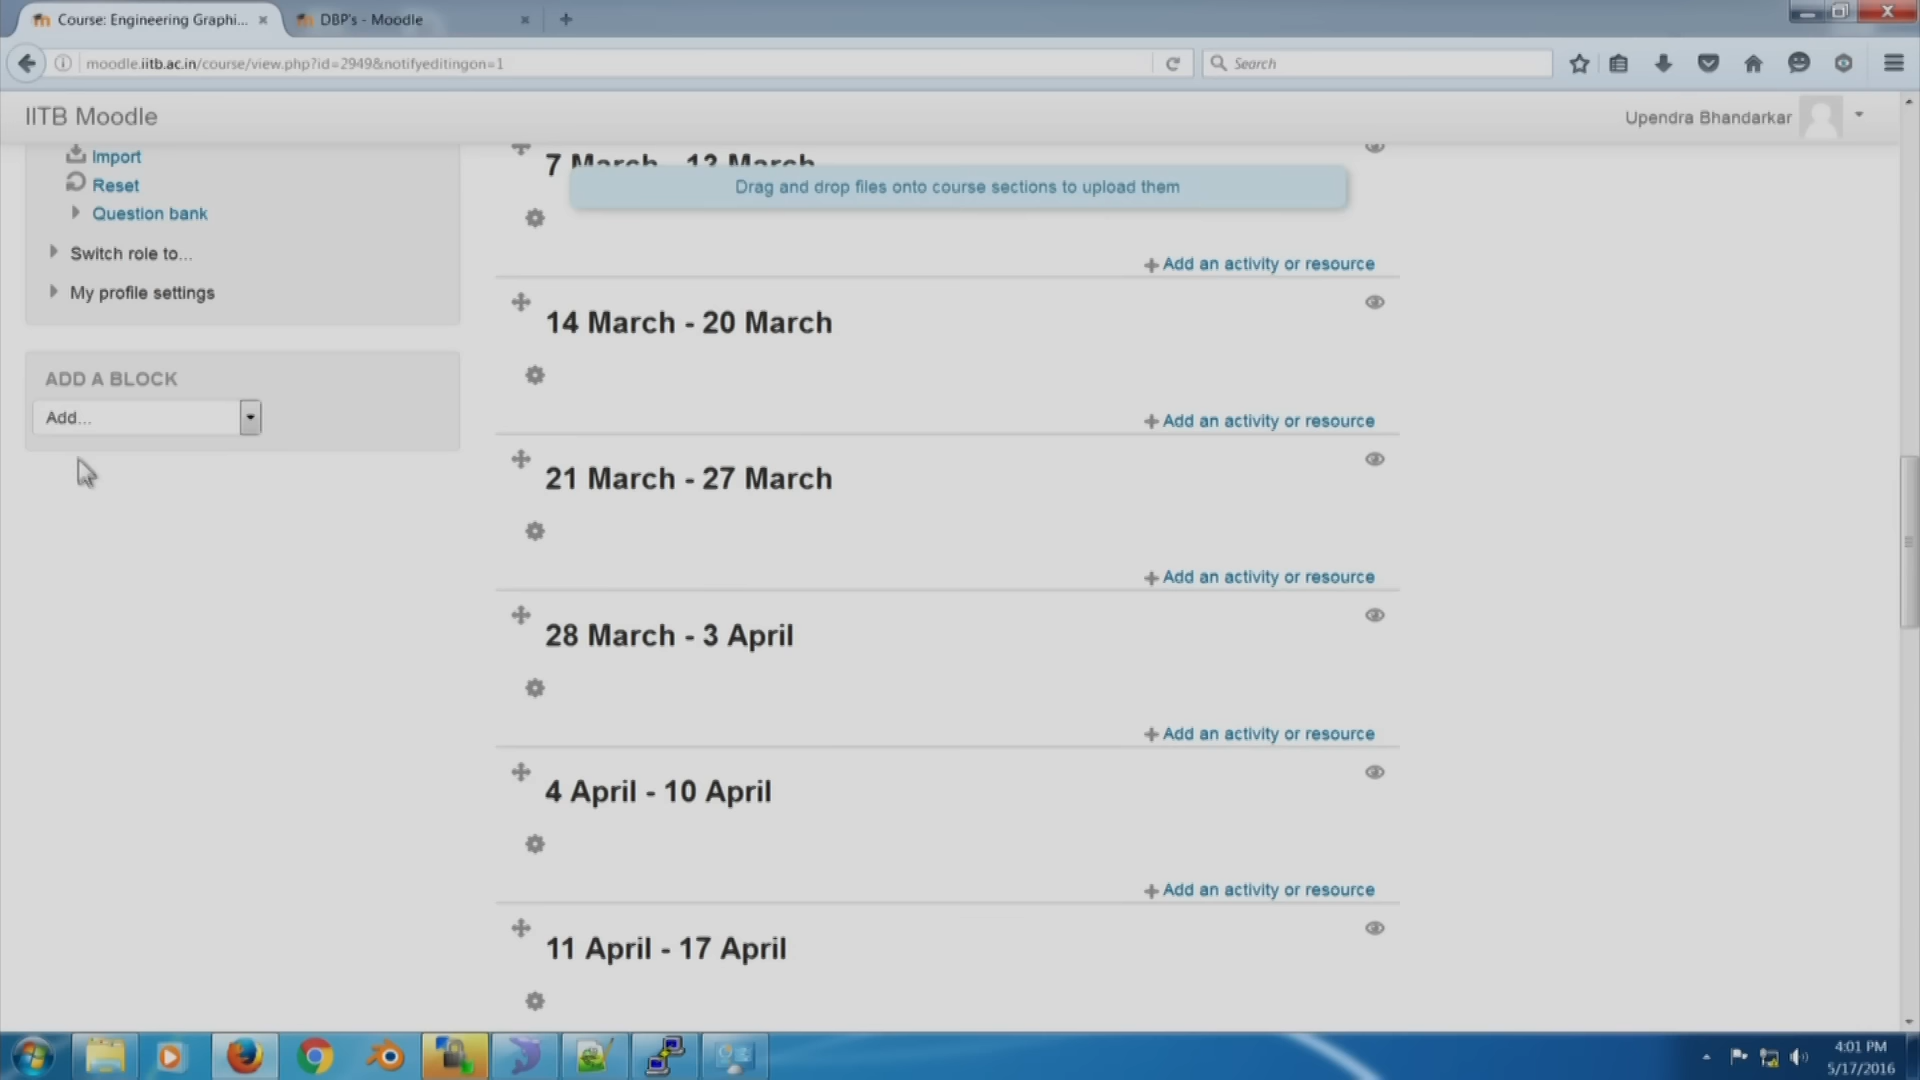 Course: Engineering Graphi...
DBP's - Moodle
moodle.iitb.ac.in/course/view.php?id=2949&notifyeditingon=1
Search
IITB Moodle
Upendra Bhandarkar
Import
Reset
Question bank
Switch role to...
My profile settings
ADD A BLOCK
Add...
7 March - 13 March
Drag and drop files onto course sections to upload them
Add an activity or resource
14 March - 20 March
Add an activity or resource
21 March - 27 March
Add an activity or resource
28 March - 3 April
Add an activity or resource
4 April - 10 April
Add an activity or resource
11 April - 17 April
4:01 PM
5/17/2016